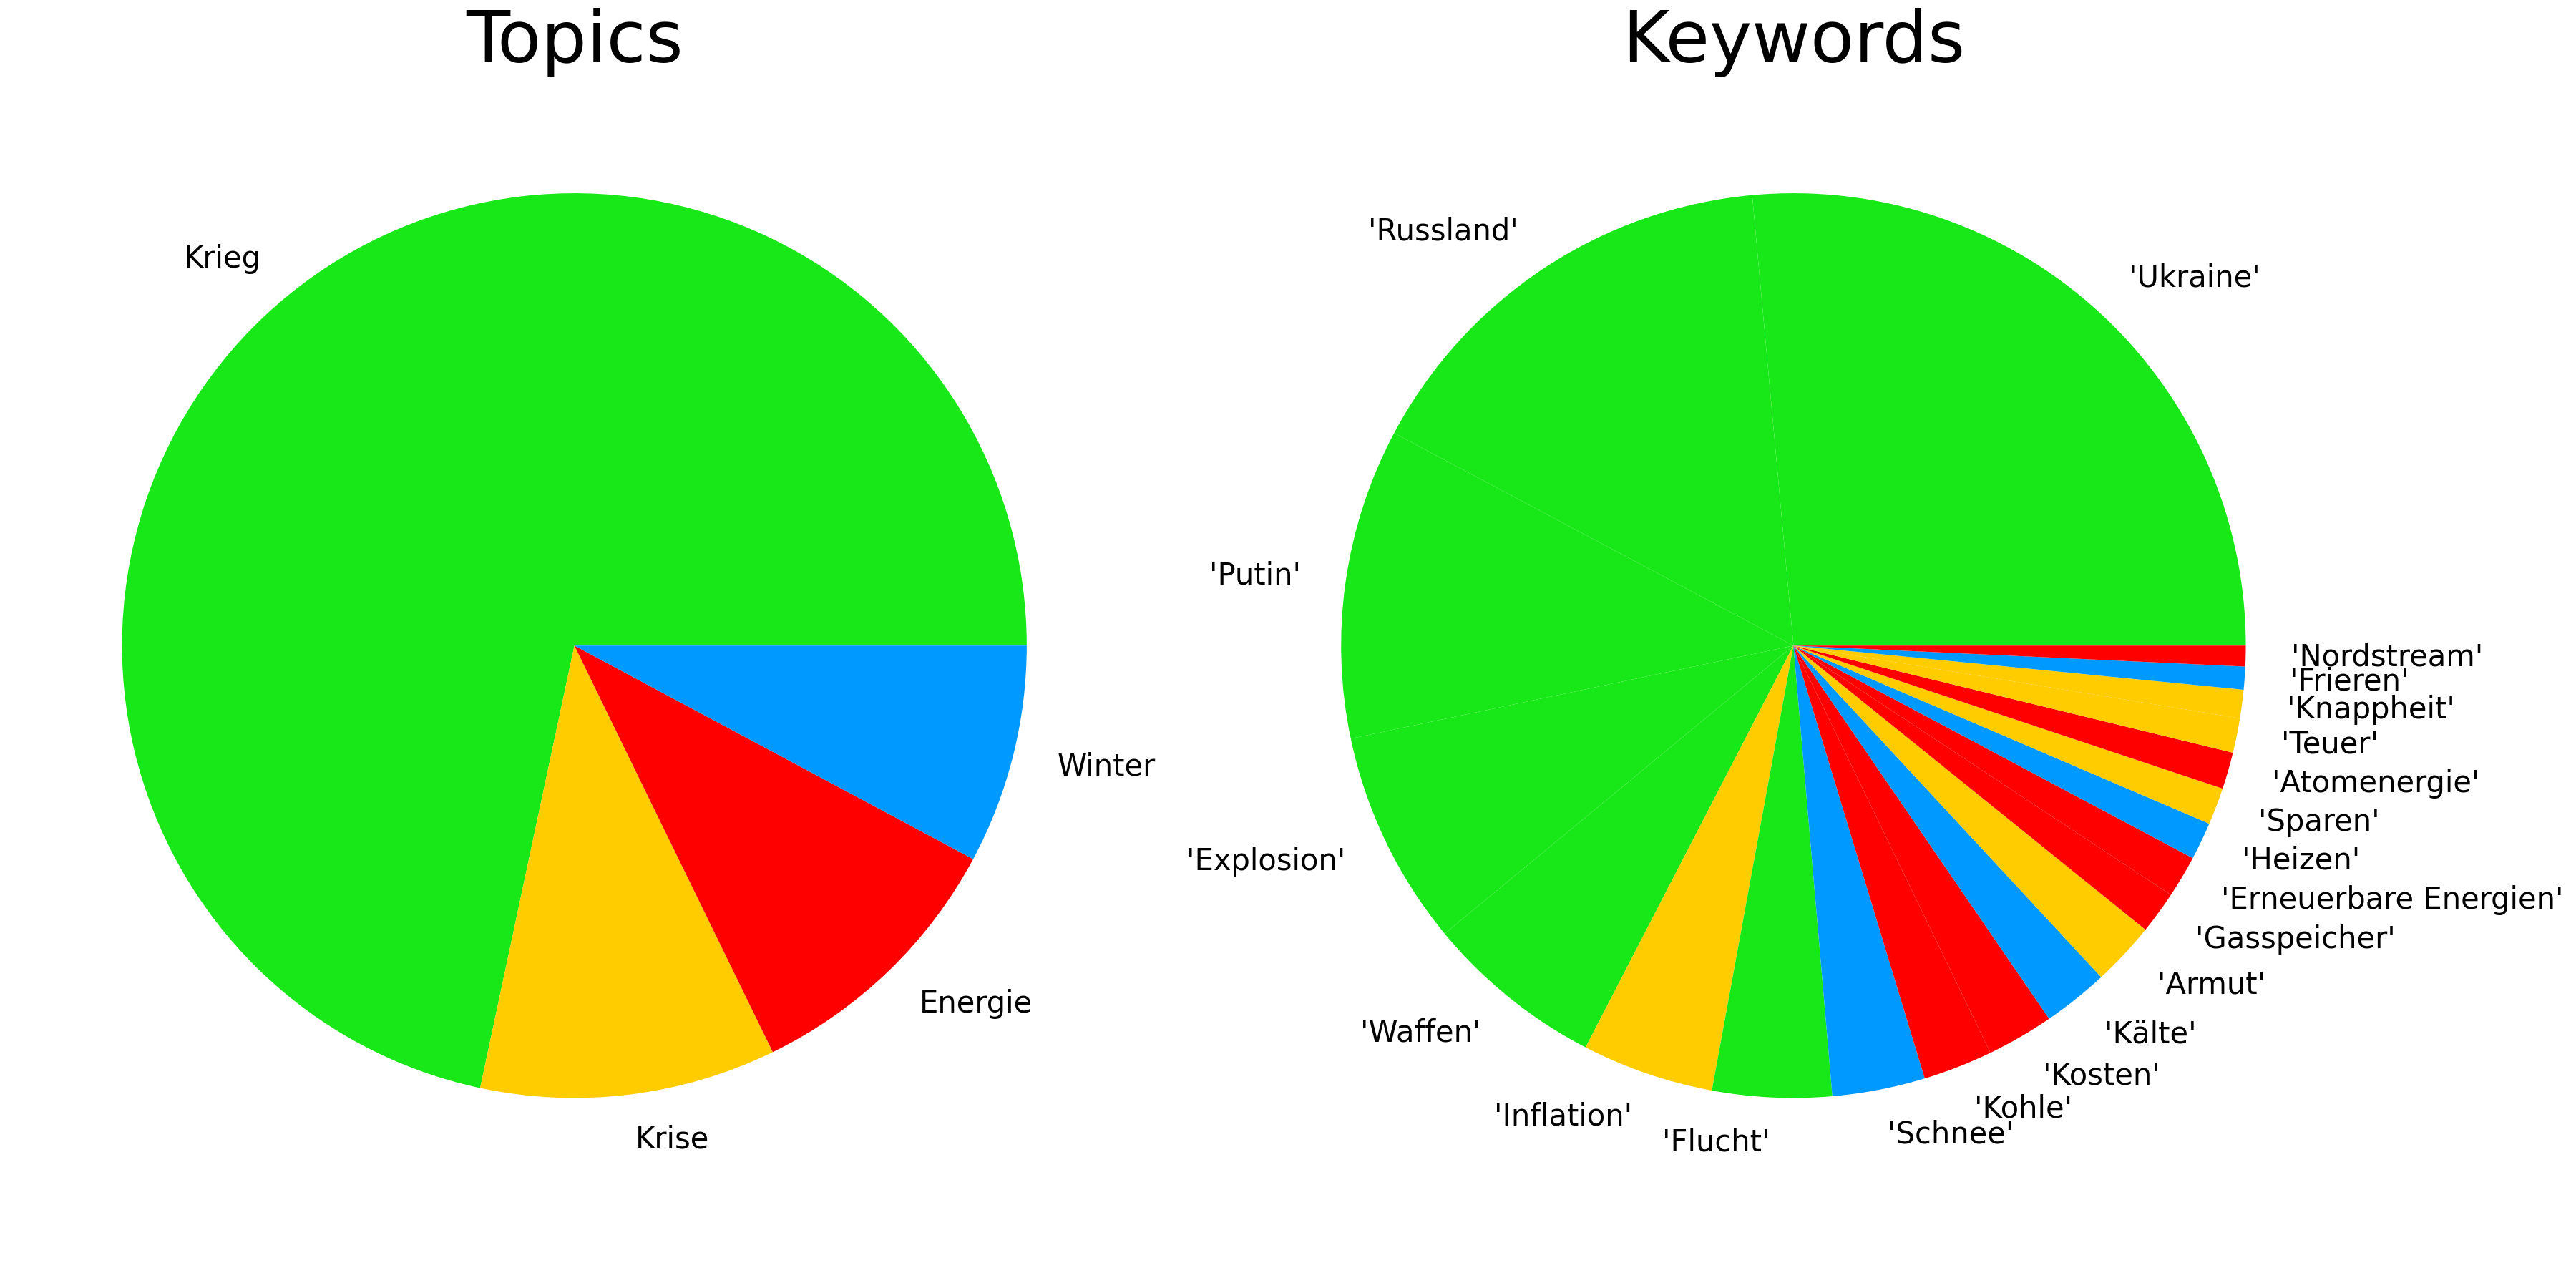 Topics
Krieg
Winter
Energie
Krise
Keywords
'Russland'
'Ukraine'
'Putin'
'Explosion'
'Waffen'
'Inflation'
'Flucht'
'Schnee'
'Kohle'
'Kosten'
'Kälte'
'Armut'
'Gasspeicher'
'Erneuerbare Energien'
'Heizen'
'Sparen'
'Atomenergie'
'Teuer'
'Knappheit'
'Frieren'
'Nordstream'